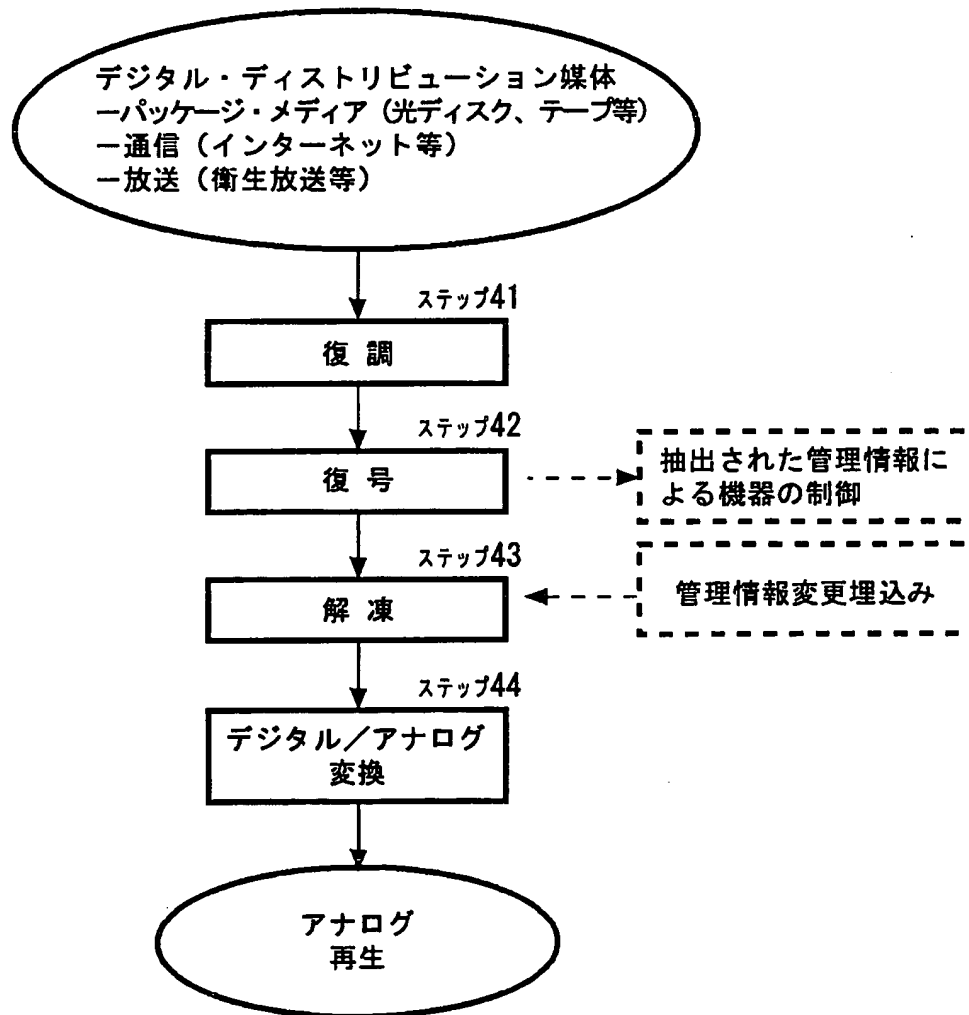 デジタル・ディストリビューション媒体
ーパッケージ・メディア（光ディスク、テープ等）
ー通信（インターネット等）
ー放送（衛生放送等）
ステップ41
復 調
ステップ42
復 号
抽出された管理情報に
よる機器の制御
ステップ43
解 凍
管理情報変更埋込み
ステップ44
デジタル／アナログ
変換
アナログ
再生